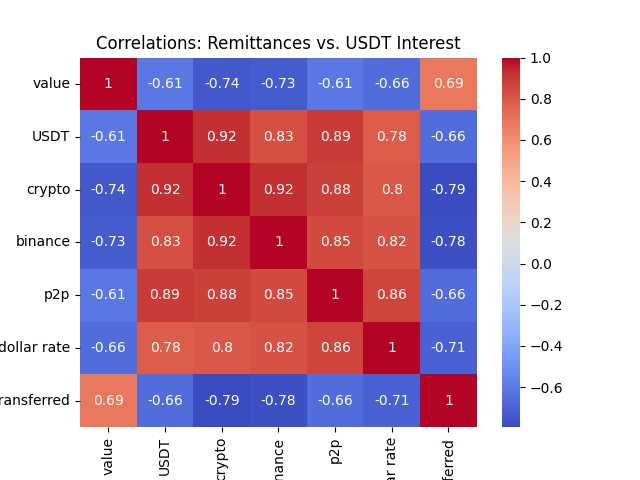 Correlations: Remittances vs. USDT Interest
value 1 -0.61 -0.74 -0.73 -0.61 -0.66 0.69
USDT -0.61 1 0.92 0.83 0.89 0.78 -0.66
crypto -0.74 0.92 1 0.92 0.88 0.8 -0.79
binance -0.73 0.83 0.92 1 0.85 0.82 -0.78
p2p -0.61 0.89 0.88 0.85 1 0.86 -0.66
dollar rate -0.66 0.78 0.8 0.82 0.86 1 -0.71
ransferred 0.69 -0.66 -0.79 -0.78 -0.66 -0.71 1
value
USDT
crypto
nance
p2p
ar rate
ferred
1.0
0.8
0.6
0.4
0.2
0.0
−0.2
−0.4
−0.6